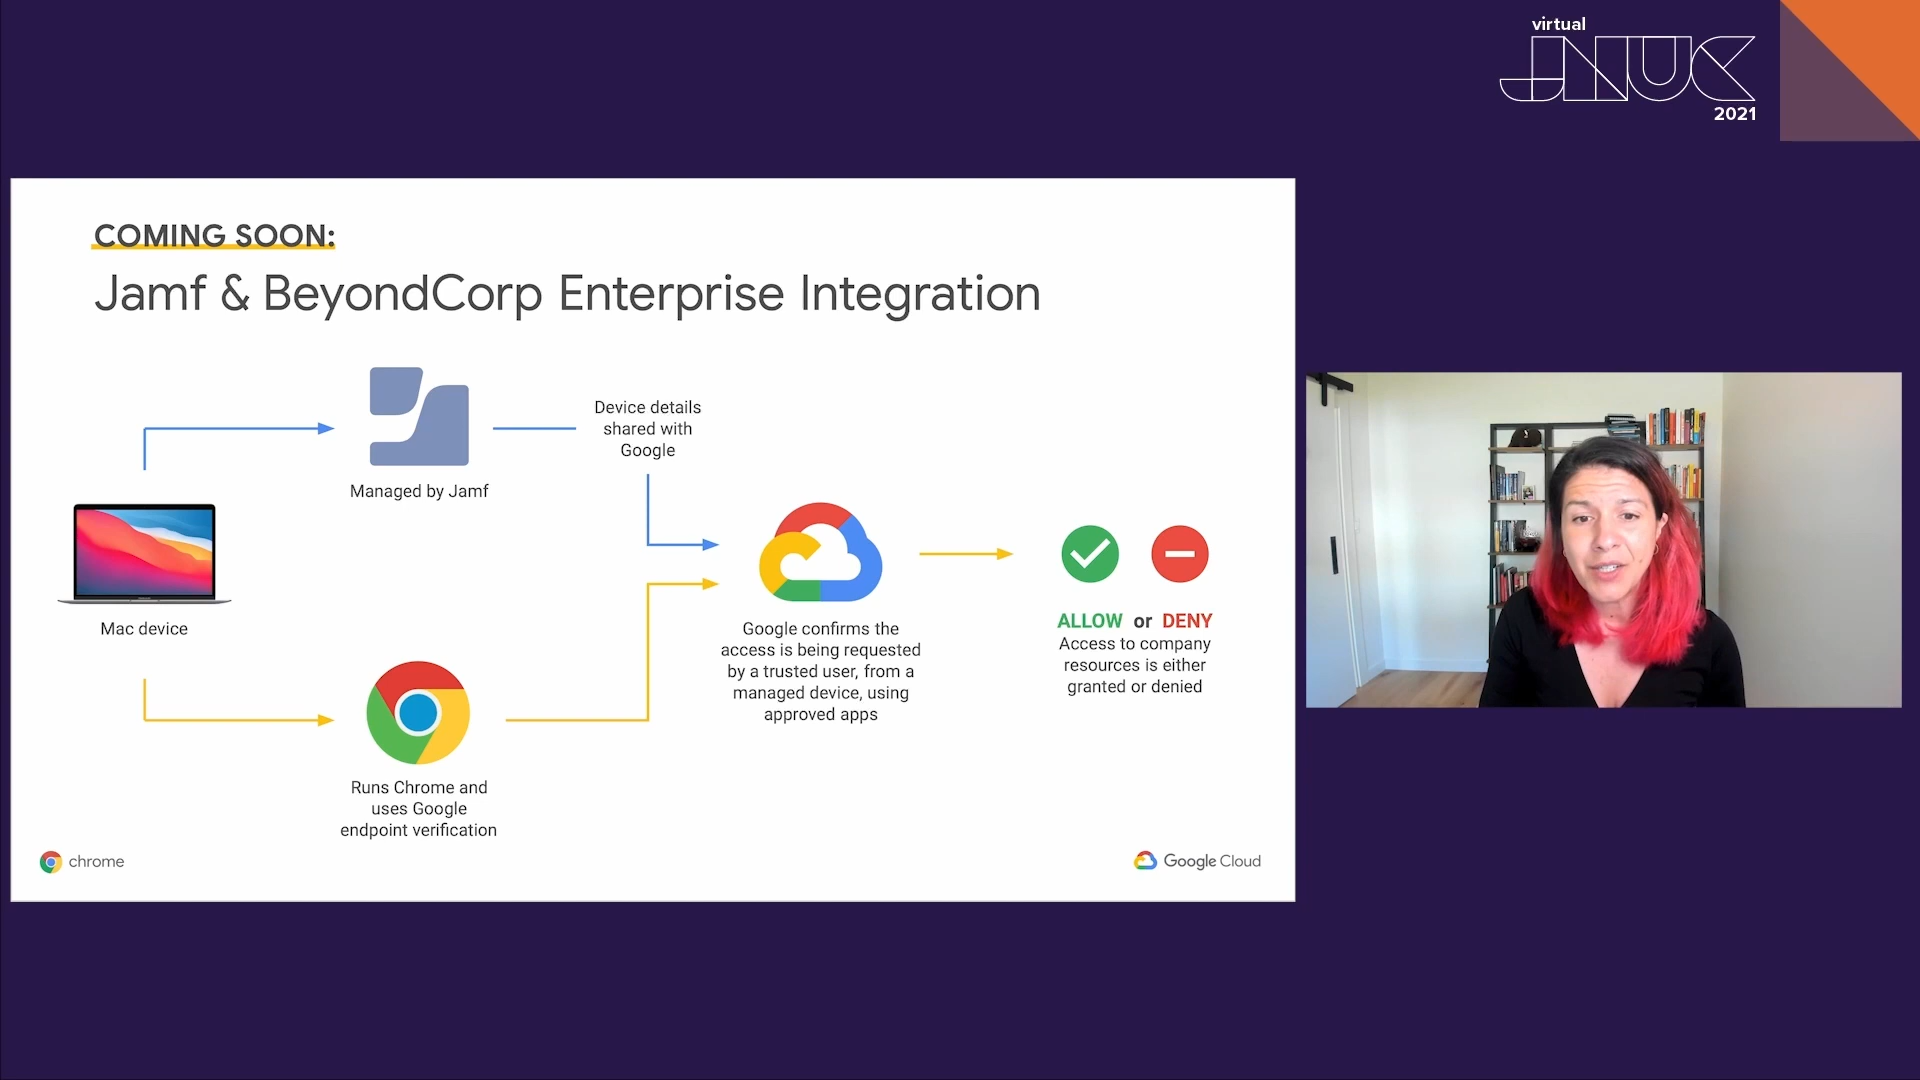 virtual
JNUC
2021
COMING SOON:
Jamf & BeyondCorp Enterprise Integration
Device details
shared with
Google
Managed by Jamf
Mac device
Google confirms the
access is being requested
by a trusted user, from a
managed device, using
approved apps
ALLOW or DENY
Access to company
resources is either
granted or denied
Runs Chrome and
uses Google
endpoint verification
chrome
Google Cloud